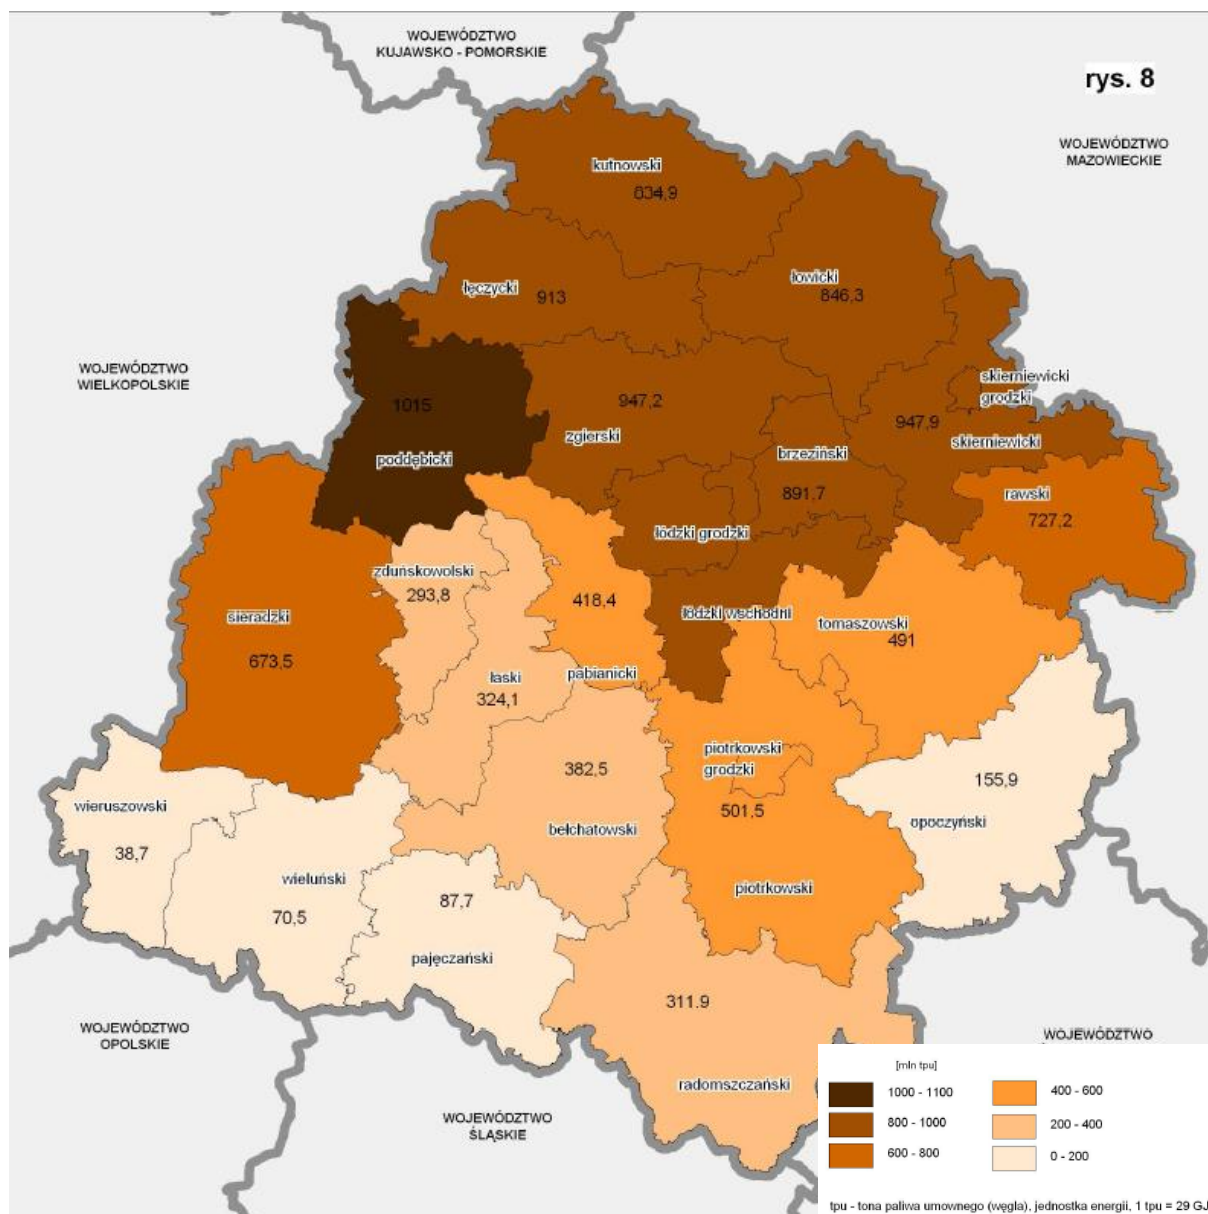 WOJEWÓDZTWO
KUJAWSKO - POMORSKIE
rys. 8
WOJEWÓDZTWO
MAZOWIECKIE
kutnowski
834,9
łęczycki
913
łowicki
846,3
WOJEWÓDZTWO
WIELKOPOLSKIE
1015
poddębicki
947,2
zgierski
skierniewicki
grodzki
947,9
skierniewicki
brzeziński
891,7
rawski
727,2
łódzki grodzki
zduńskowolski
293,8
418,4
pabianicki
łódzki wschodni
tomaszowski
491
sieradzki
673,5
łaski
324,1
piotrkowski
grodzki
501,5
piotrkowski
382,5
bełchatowski
155,9
opoczyński
wieruszowski
38,7
wieluński
70,5
87,7
pajęczański
311.9
radomszczański
WOJEWÓDZTWO
OPOLSKIE
WOJEWÓDZTWO
ŚLĄSKIE
WOJEWÓDZTWO
[mln tpu]
1000 - 1100
800 - 1000
600 - 800
400 - 600
200 - 400
0 - 200
tpu - tona paliwa umownego (węgla), jednostka energii, 1 tpu = 29 GJ